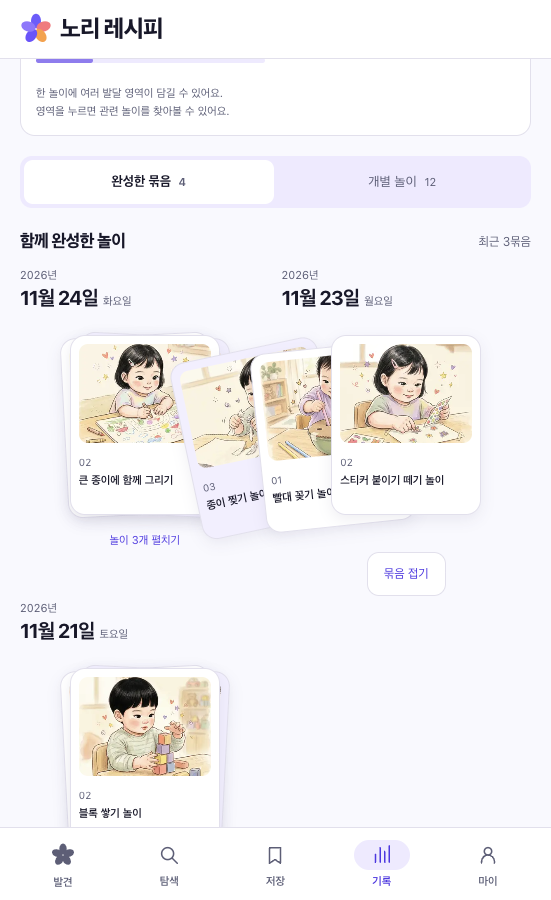 노리 레시피
한 놀이에 여러 발달 영역이 담길 수 있어요.
영역을 누르면 관련 놀이를 찾아볼 수 있어요.
완성한 묶음 4
개별 놀이 12
함께 완성한 놀이
최근 3묶음
2026년
11월 24일 화요일
2026년
11월 23일 월요일
02
큰 종이에 함께 그리기
03
종이 찢기 놀이
01
빨대 꽂기 놀이
02
스티커 붙이기 떼기 놀이
놀이 3개 펼치기
묶음 접기
2026년
11월 21일 토요일
02
블록 쌓기 놀이
발견
탐색
저장
기록
마이